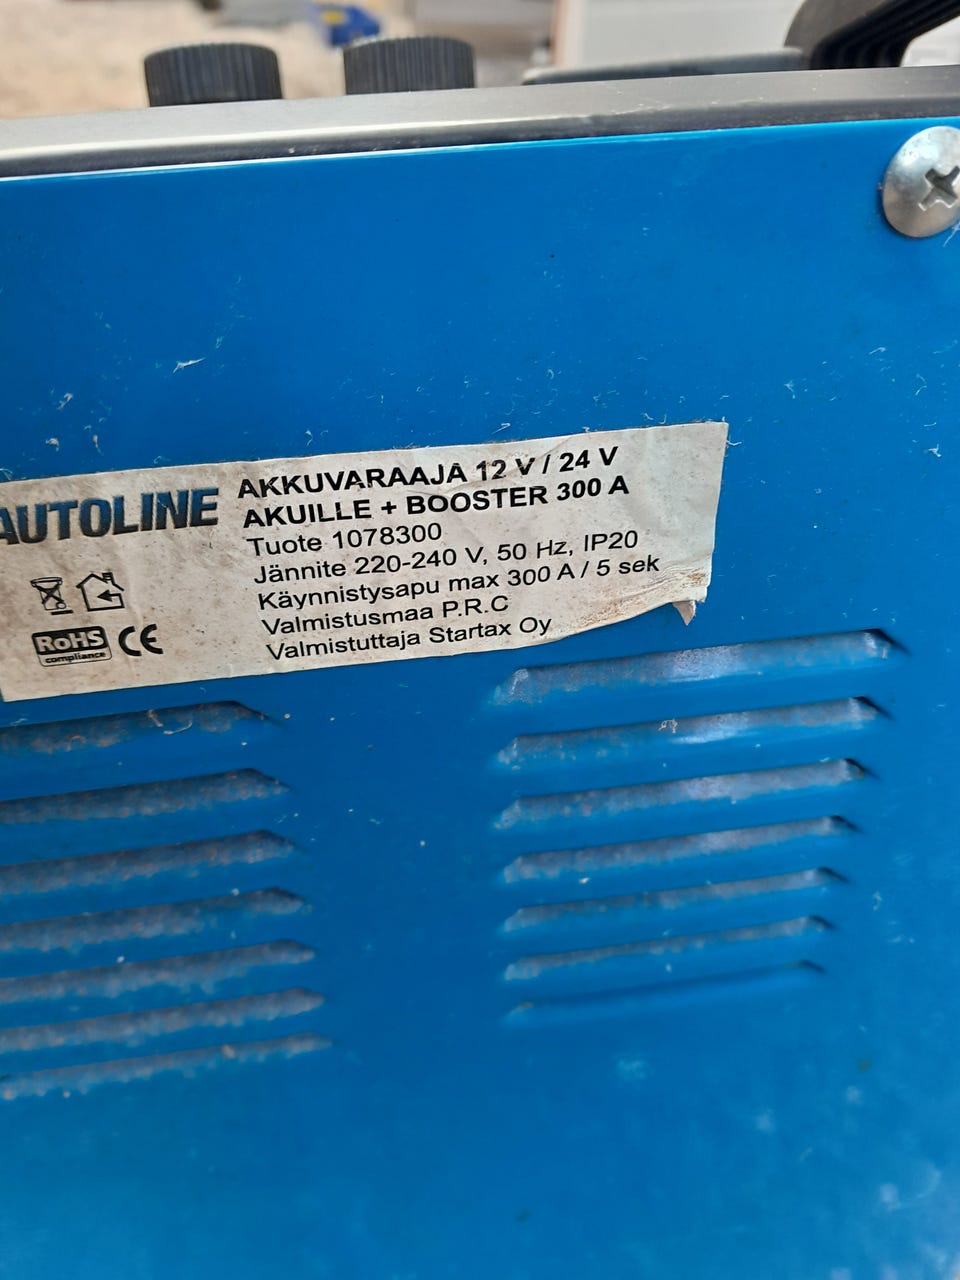 AUTOLINE
AKKUVARAAJA 12 V / 24 V
AKUILLE + BOOSTER 300 A
Tuote 1078300
Jännite 220-240 V, 50 Hz, IP20
Käynnistysapu max 300 A / 5 sek
Valmistusmaa P.R.C
Valmistuttaja Startax Oy
RoHS
compliance
CE